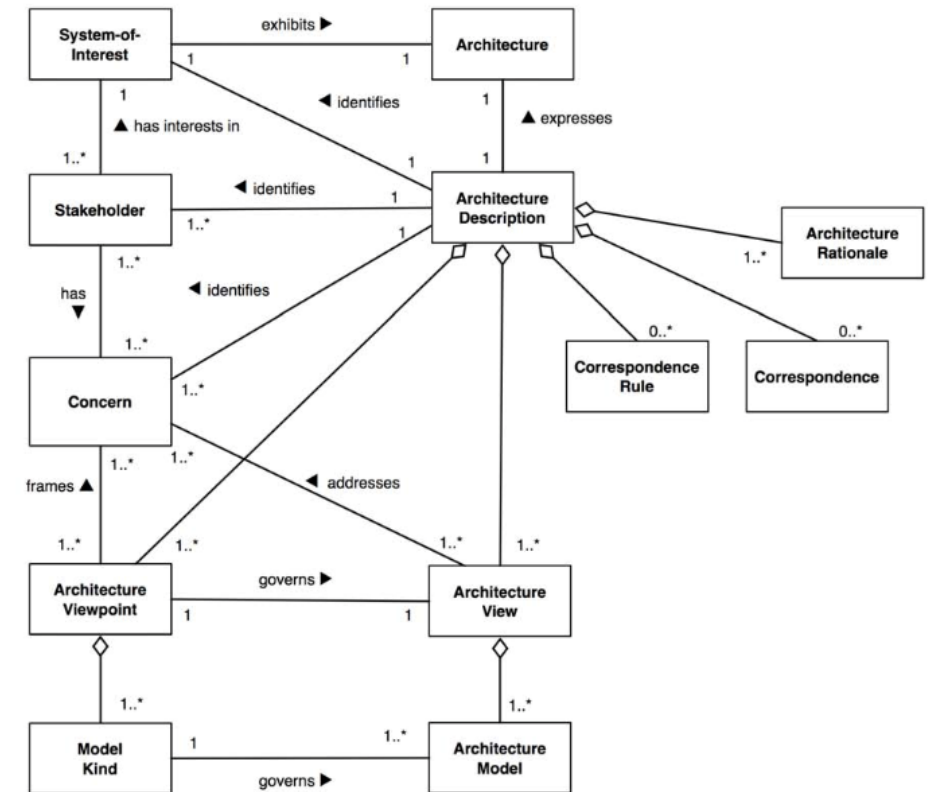 System-of-
Interest
exhibits ▶
Architecture
1
1
1
◀ identifies
1
▲ has interests in
▲ expresses
1..*
1
1
Stakeholder
◀ identifies
1
1..*
Architecture
Description
1
Architecture
Rationale
1..*
1..*
has
▼
◀ identifies
1..*
1..*
0..*
0..*
Concern
Correspondence
Rule
Correspondence
1..*
1..*
frames ▲
◀ addresses
1..*
1..*
1..*
1..*
Architecture
Viewpoint
governs ▶
1
1
Architecture
View
1..*
1..*
Model
Kind
1
1..*
governs ▶
Architecture
Model